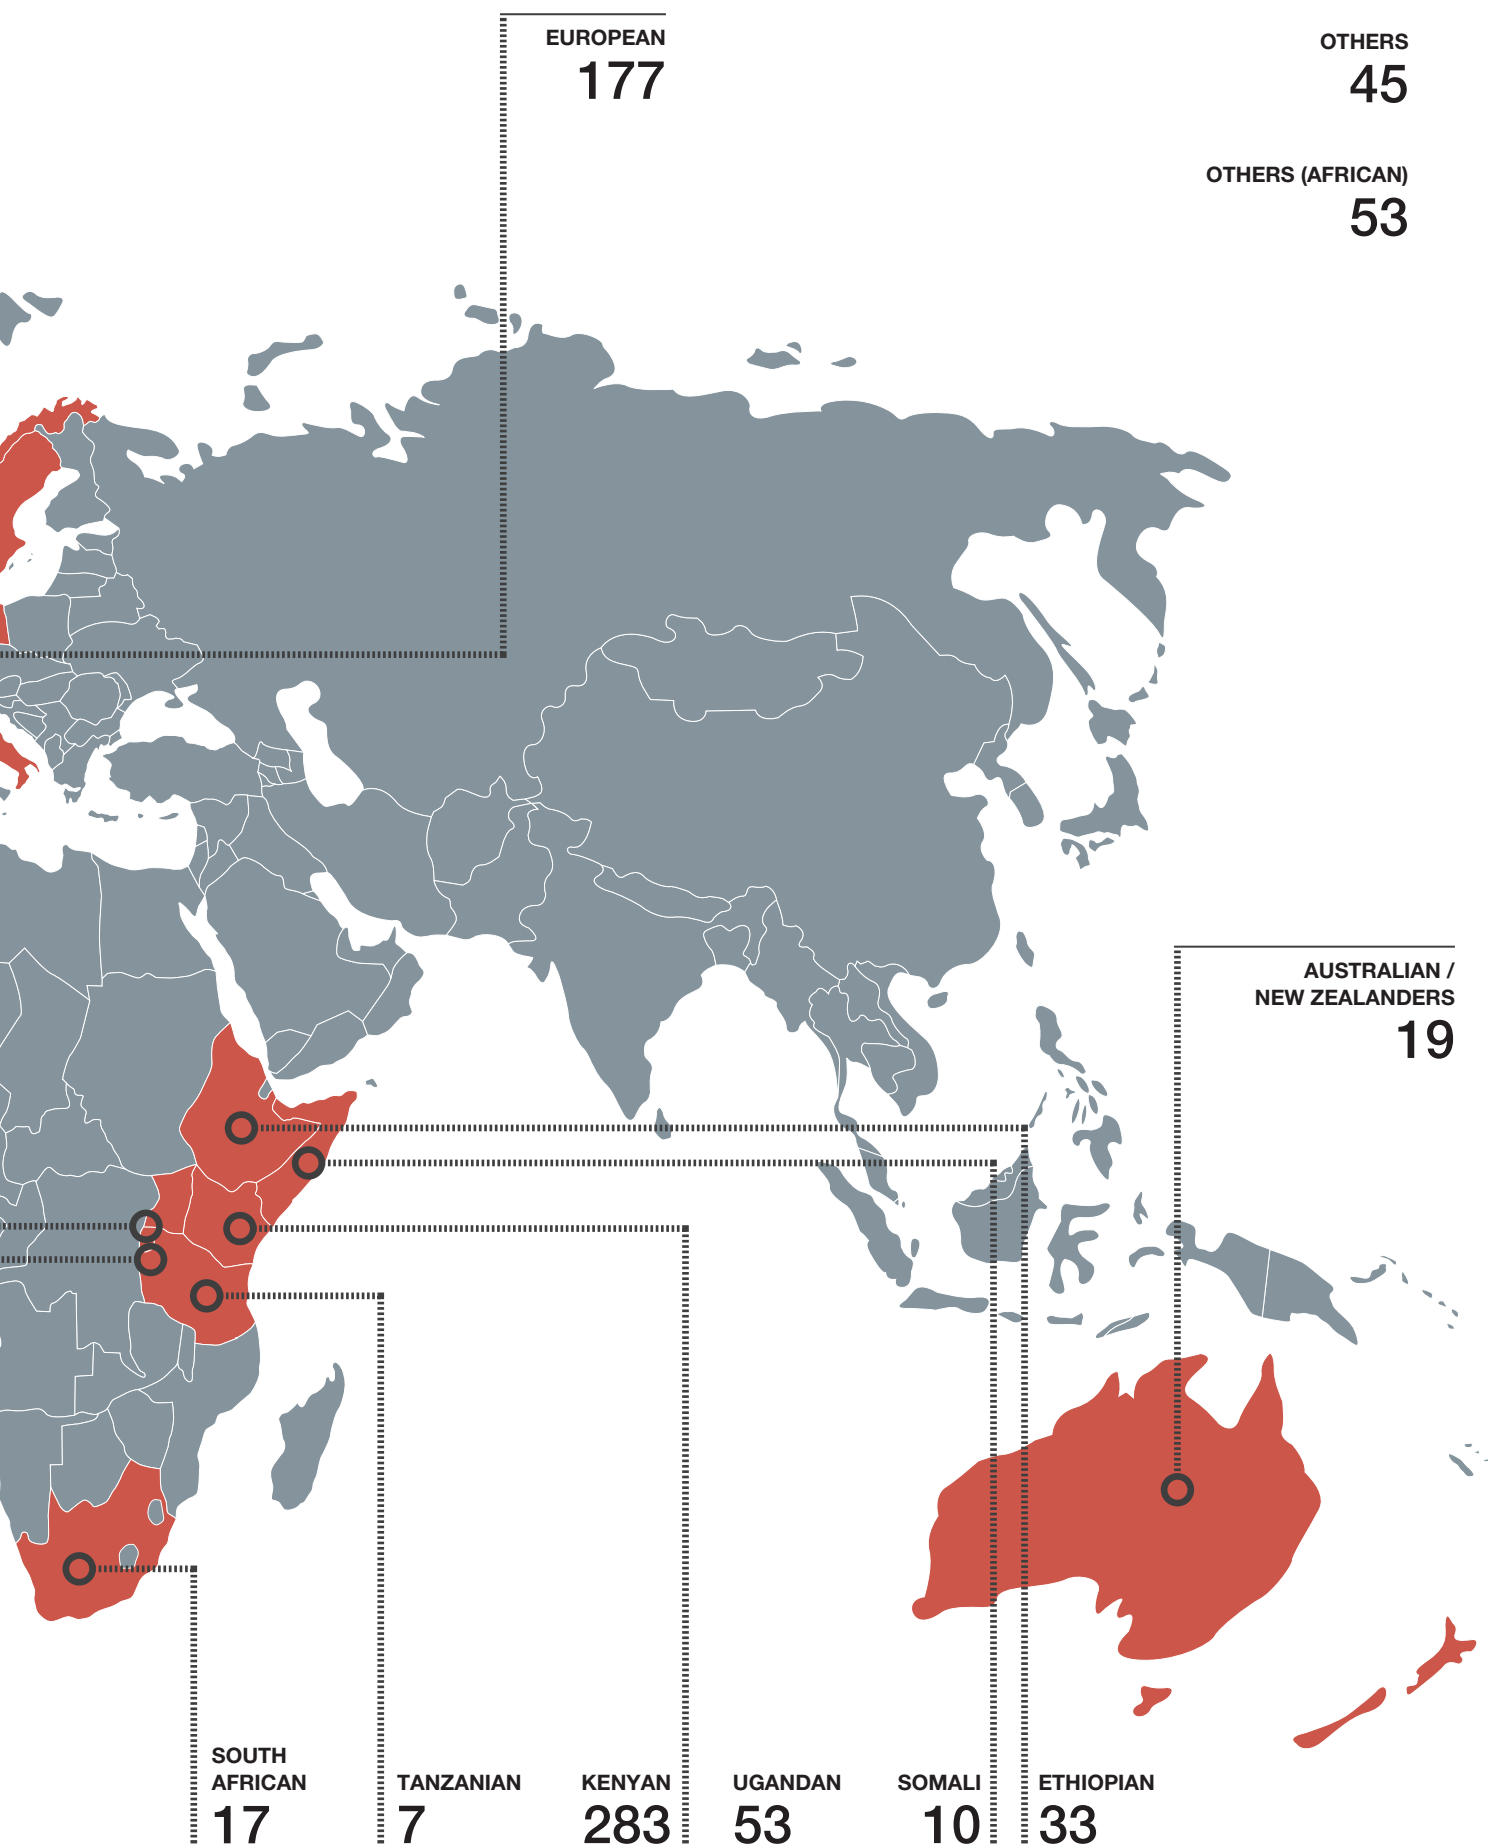 EUROPEAN
177
OTHERS
45
OTHERS (AFRICAN)
53
AUSTRALIAN /
NEW ZEALANDERS
19
SOUTH
AFRICAN
17
TANZANIAN
7
KENYAN
283
UGANDAN
53
SOMALI
10
ETHIOPIAN
33